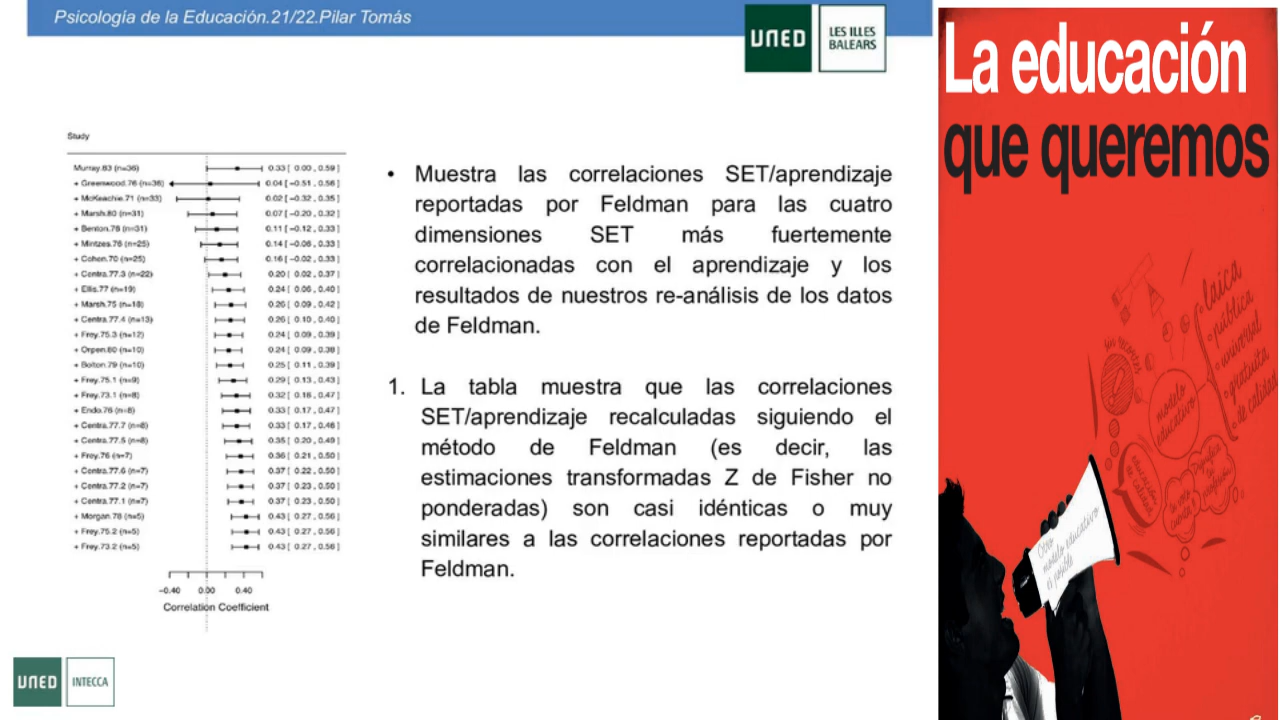 Psicología de la Educación.21/22.Pilar Tomás
UNED
LES ILLES
BALEARS
Study
Murray.83 (n=36) 0.33 [ 0.00 , 0.59 ]
+ Greenwood.76 (n=36) 0.04 [ −0.51 , 0.56 ]
+ McKeachie.71 (n=33) 0.02 [ −0.32 , 0.35 ]
+ Marsh.80 (n=31) 0.07 [ −0.20 , 0.32 ]
+ Benton.76 (n=31) 0.11 [ −0.12 , 0.33 ]
+ Mintzes.76 (n=25) 0.14 [ −0.06 , 0.33 ]
+ Cohen.70 (n=25) 0.16 [ −0.02 , 0.33 ]
+ Centra.77.3 (n=22) 0.20 [ 0.02 , 0.37 ]
+ Ellis.77 (n=19) 0.24 [ 0.06 , 0.40 ]
+ Marsh.75 (n=18) 0.26 [ 0.09 , 0.42 ]
+ Centra.77.4 (n=13) 0.26 [ 0.10 , 0.40 ]
+ Frey.75.3 (n=12) 0.24 [ 0.09 , 0.39 ]
+ Orpen.80 (n=10) 0.24 [ 0.09 , 0.38 ]
+ Bolton.79 (n=10) 0.25 [ 0.11 , 0.39 ]
+ Frey.75.1 (n=9) 0.29 [ 0.13 , 0.43 ]
+ Frey.73.1 (n=8) 0.32 [ 0.16 , 0.47 ]
+ Endo.76 (n=8) 0.33 [ 0.17 , 0.47 ]
+ Centra.77.7 (n=8) 0.33 [ 0.17 , 0.46 ]
+ Centra.77.5 (n=8) 0.35 [ 0.20 , 0.49 ]
+ Frey.76 (n=7) 0.36 [ 0.21 , 0.50 ]
+ Centra.77.6 (n=7) 0.37 [ 0.22 , 0.50 ]
+ Centra.77.2 (n=7) 0.37 [ 0.23 , 0.50 ]
+ Centra.77.1 (n=7) 0.37 [ 0.23 , 0.50 ]
+ Morgan.78 (n=5) 0.43 [ 0.27 , 0.56 ]
+ Frey.75.2 (n=5) 0.43 [ 0.27 , 0.56 ]
+ Frey.73.2 (n=5) 0.43 [ 0.27 , 0.56 ]
−0.40 0.00 0.40
Correlation Coefficient
• Muestra las correlaciones SET/aprendizaje
reportadas por Feldman para las cuatro
dimensiones SET más fuertemente
correlacionadas con el aprendizaje y los
resultados de nuestros re-análisis de los datos
de Feldman.
1. La tabla muestra que las correlaciones
SET/aprendizaje recalculadas siguiendo el
método de Feldman (es decir, las
estimaciones transformadas Z de Fisher no
ponderadas) son casi idénticas o muy
similares a las correlaciones reportadas por
Feldman.
UNED
INTECCA
La educación
que queremos
laica
pública
universal
gratuita
de calidad
sin recortes
modelo
educativo
Otro
modelo educativo
es posible